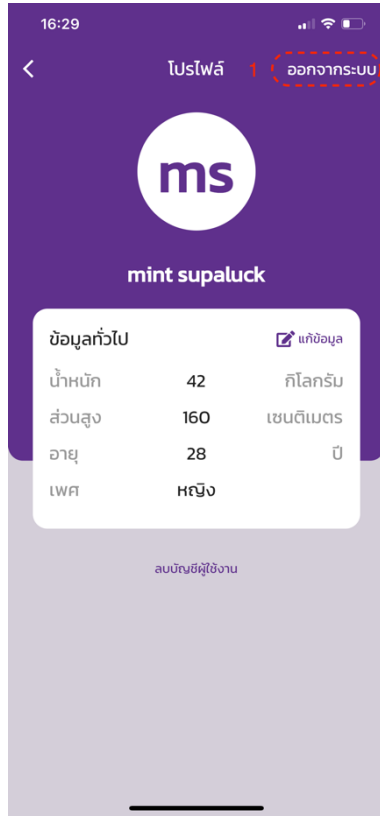 16:29
โปรไฟล์ 1 ออกจากระบบ
ms
mint supaluck
ข้อมูลทั่วไป แก้ข้อมูล
น้ำหนัก 42 กิโลกรัม
ส่วนสูง 160 เซนติเมตร
อายุ 28 ปี
เพศ หญิง
ลบบัญชีผู้ใช้งาน